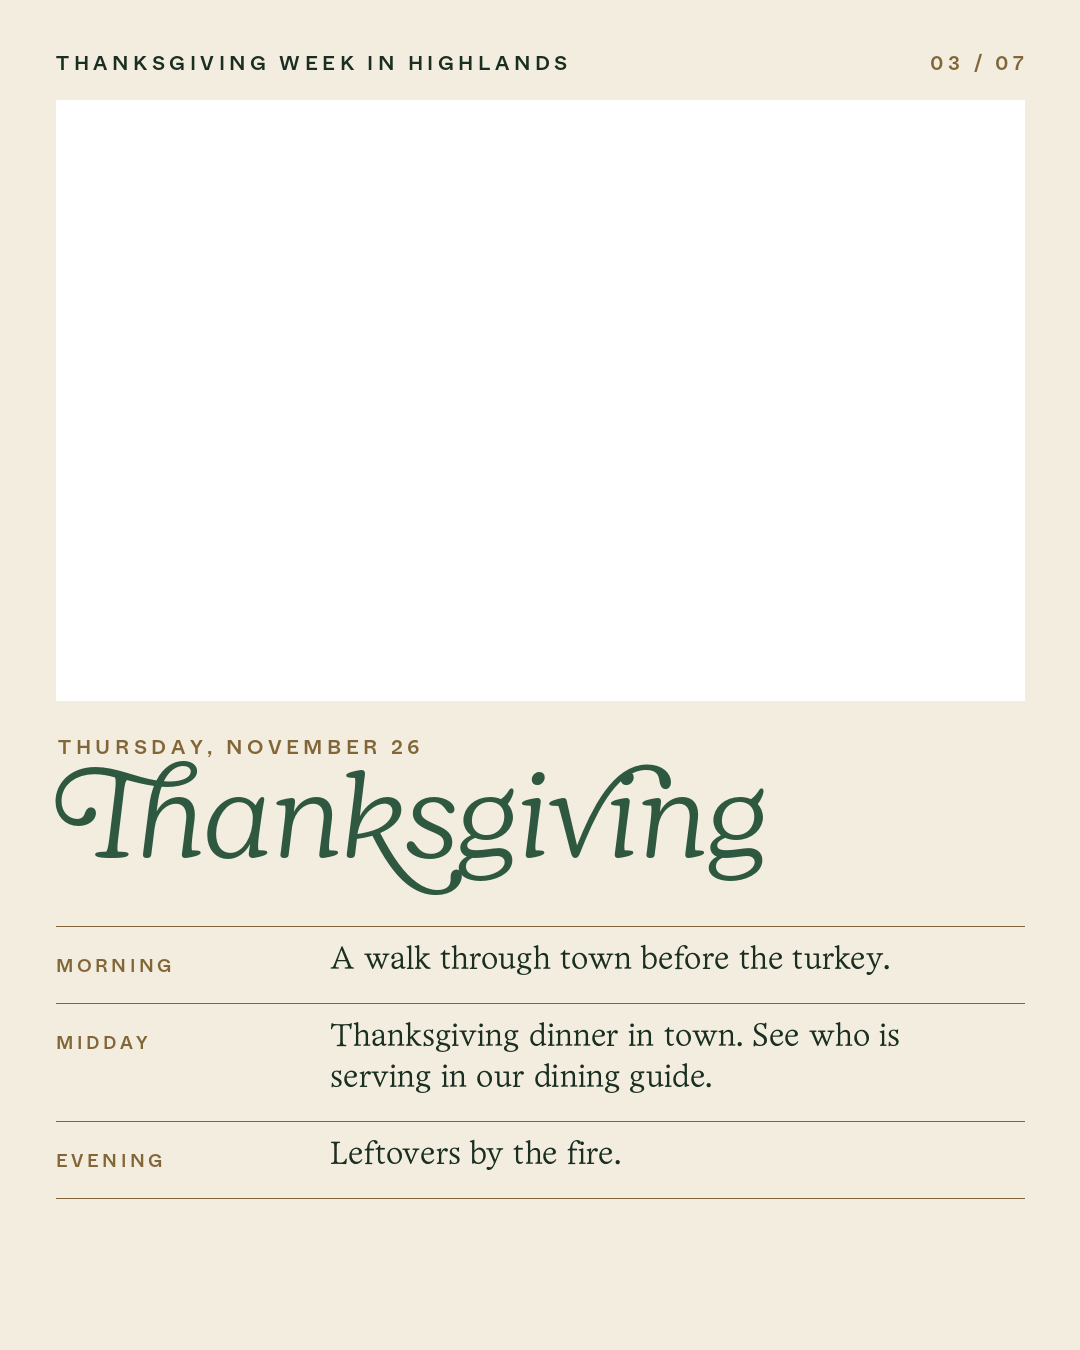 THANKSGIVING WEEK IN HIGHLANDS
03 / 07
THURSDAY, NOVEMBER 26
Thanksgiving
MORNING
A walk through town before the turkey.
MIDDAY
Thanksgiving dinner in town. See who is
serving in our dining guide.
EVENING
Leftovers by the fire.